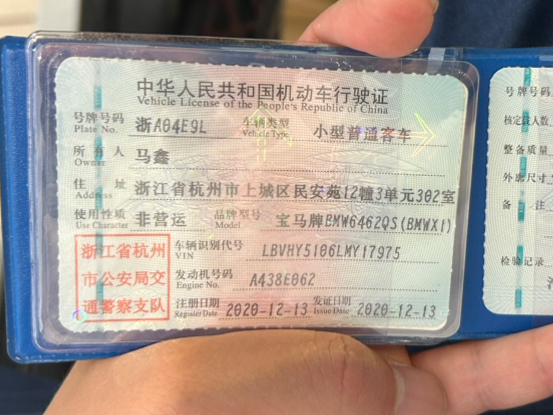 中华人民共和国机动车行驶证
Vehicle License of the People's Republic of China
号牌号码 浙A04E9L 车辆类型 小型普通客车
Plate No. Vehicle Type
所有人 马鑫
Owner
住址 浙江省杭州市上城区民安苑12幢3单元302室
Address
使用性质 非营运 品牌型号 宝马牌BMW6462QS(BMWX1)
Use Character Model
浙江省杭州
市公安局交
通警察支队
车辆识别代号 LBVHY5106LMY17975
VIN
发动机号码 A438E062
Engine No.
注册日期 2020-12-13 发证日期 2020-12-13
Register Date Issue Date
号牌号码
核定载人数
整备质量
外廓尺寸
备注
检验记录